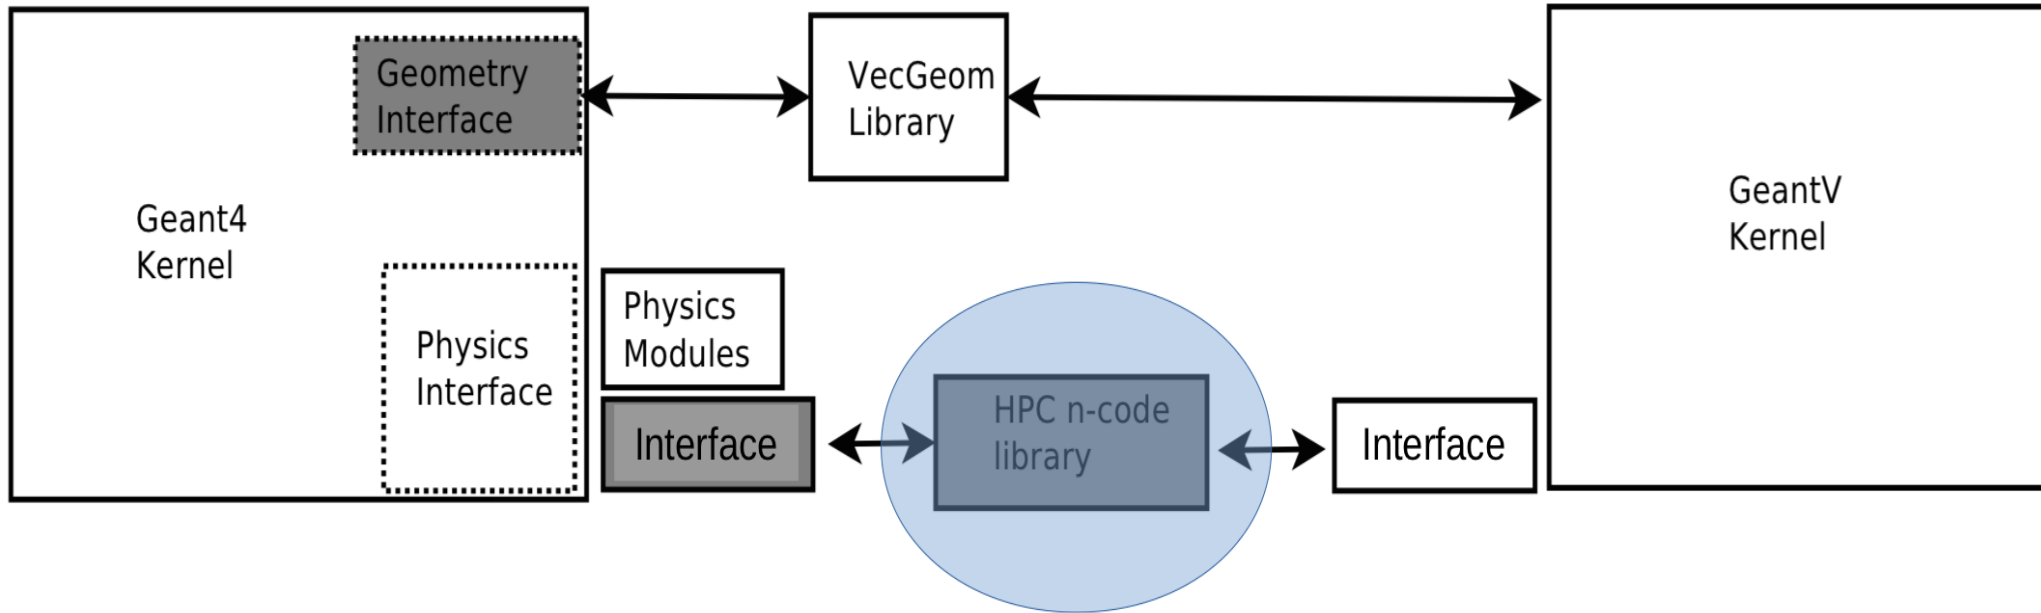 Geometry
Interface
VecGeom
Library
Geant4
Kernel
GeantV
Kernel
Physics
Interface
Physics
Modules
Interface
HPC n-code
library
Interface